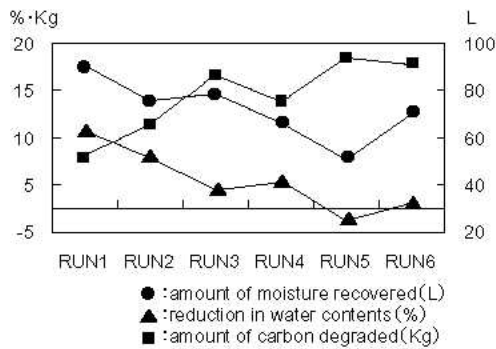 %・Kg L
20 100
15 80
10 60
5 40
-5 20
RUN1 RUN2 RUN3 RUN4 RUN5 RUN6
●:amount of moisture recovered(L)
▲:reduction in water contents(%)
■:amount of carbon degraded(Kg)